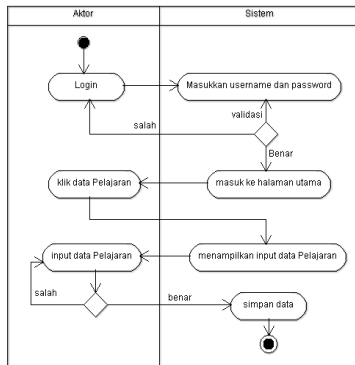 Aktor
Sistem
Login
Masukkan username dan password
salah
validasi
Benar
klik data Pelajaran
masuk ke halaman utama
input data Pelajaran
menampilkan input data Pelajaran
salah
benar
simpan data